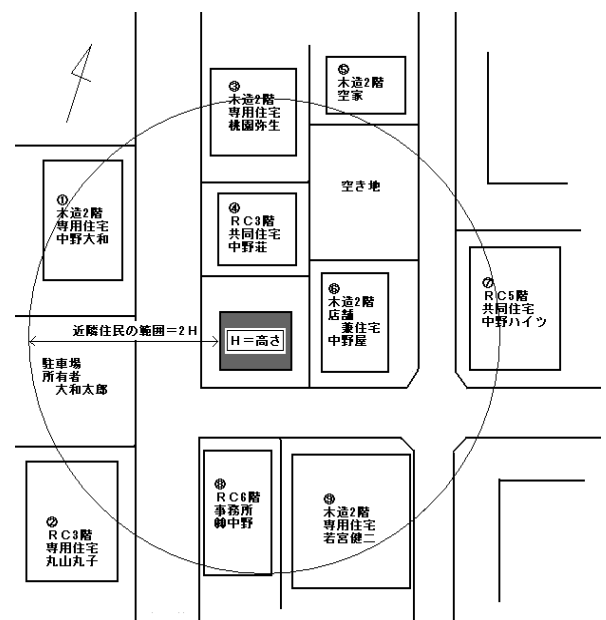 ③
木造2階
専用住宅
桃園弥生
⑤
木造2階
空家
空き地
①
木造2階
専用住宅
中野大和
④
RC3階
共同住宅
中野荘
⑥
木造2階
店舗
兼住宅
中野屋
⑦
RC5階
共同住宅
中野ハイツ
近隣住民の範囲=2H
H=高さ
駐車場
所有者
大和太郎
②
RC3階
専用住宅
丸山丸子
⑧
RC6階
事務所
㈱中野
⑨
木造2階
専用住宅
若宮健二